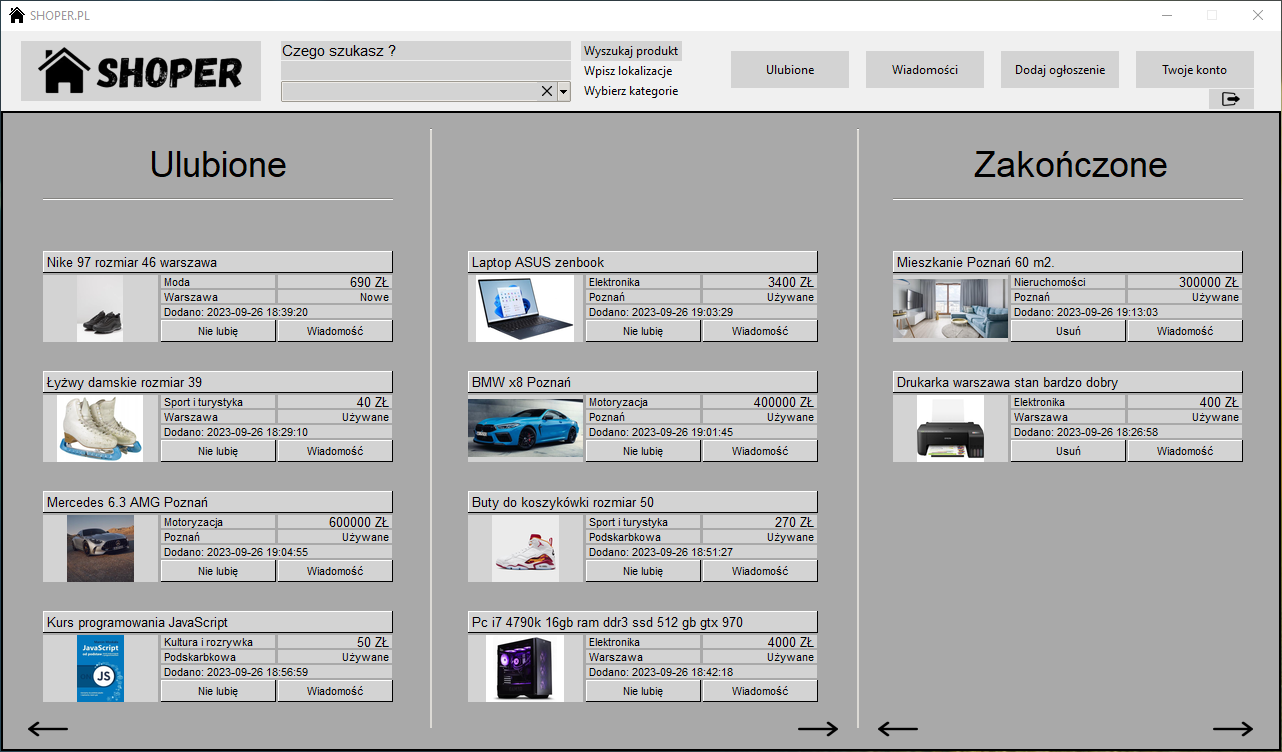 SHOPER.PL
SHOPER
Czego szukasz ?
Wyszukaj produkt
Wpisz lokalizacje
Wybierz kategorie
Ulubione
Wiadomości
Dodaj ogłoszenie
Twoje konto
Ulubione
Nike 97 rozmiar 46 warszawa
Moda 690 ZŁ
Warszawa Nowe
Dodano: 2023-09-26 18:39:20
Nie lubię Wiadomość
Łyżwy damskie rozmiar 39
Sport i turystyka 40 ZŁ
Warszawa Używane
Dodano: 2023-09-26 18:29:10
Nie lubię Wiadomość
Mercedes 6.3 AMG Poznań
Motoryzacja 600000 ZŁ
Poznań Używane
Dodano: 2023-09-26 19:04:55
Nie lubię Wiadomość
Kurs programowania JavaScript
JavaScript
JS
Kultura i rozrywka 50 ZŁ
Podskarbkowa Używane
Dodano: 2023-09-26 18:56:59
Nie lubię Wiadomość
Laptop ASUS zenbook
Elektronika 3400 ZŁ
Poznań Używane
Dodano: 2023-09-26 19:03:29
Nie lubię Wiadomość
BMW x8 Poznań
Motoryzacja 400000 ZŁ
Poznań Używane
Dodano: 2023-09-26 19:01:45
Nie lubię Wiadomość
Buty do koszykówki rozmiar 50
Sport i turystyka 270 ZŁ
Podskarbkowa Używane
Dodano: 2023-09-26 18:51:27
Nie lubię Wiadomość
Pc i7 4790k 16gb ram ddr3 ssd 512 gb gtx 970
Elektronika 4000 ZŁ
Warszawa Używane
Dodano: 2023-09-26 18:42:18
Nie lubię Wiadomość
Zakończone
Mieszkanie Poznań 60 m2.
Nieruchomości 300000 ZŁ
Poznań Używane
Dodano: 2023-09-26 19:13:03
Usuń Wiadomość
Drukarka warszawa stan bardzo dobry
Elektronika 400 ZŁ
Warszawa Używane
Dodano: 2023-09-26 18:26:58
Usuń Wiadomość